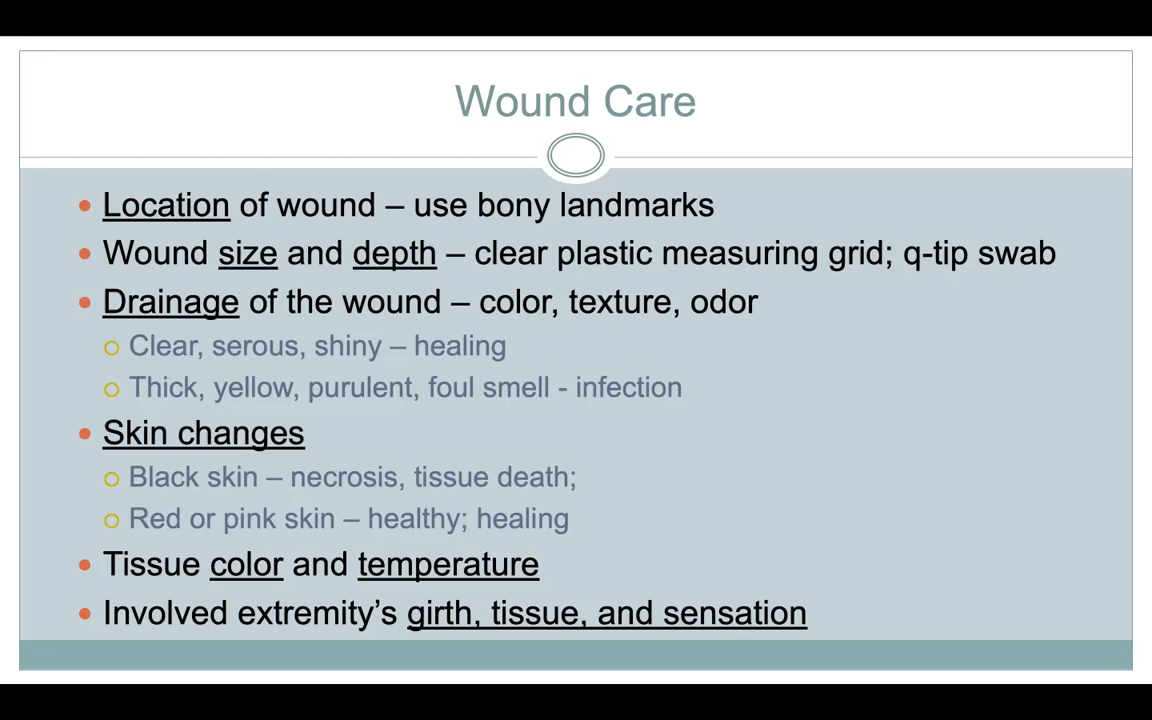 Wound Care
Location of wound – use bony landmarks
Wound size and depth – clear plastic measuring grid; q-tip swab
Drainage of the wound – color, texture, odor
Clear, serous, shiny – healing
Thick, yellow, purulent, foul smell - infection
Skin changes
Black skin – necrosis, tissue death;
Red or pink skin – healthy; healing
Tissue color and temperature
Involved extremity’s girth, tissue, and sensation